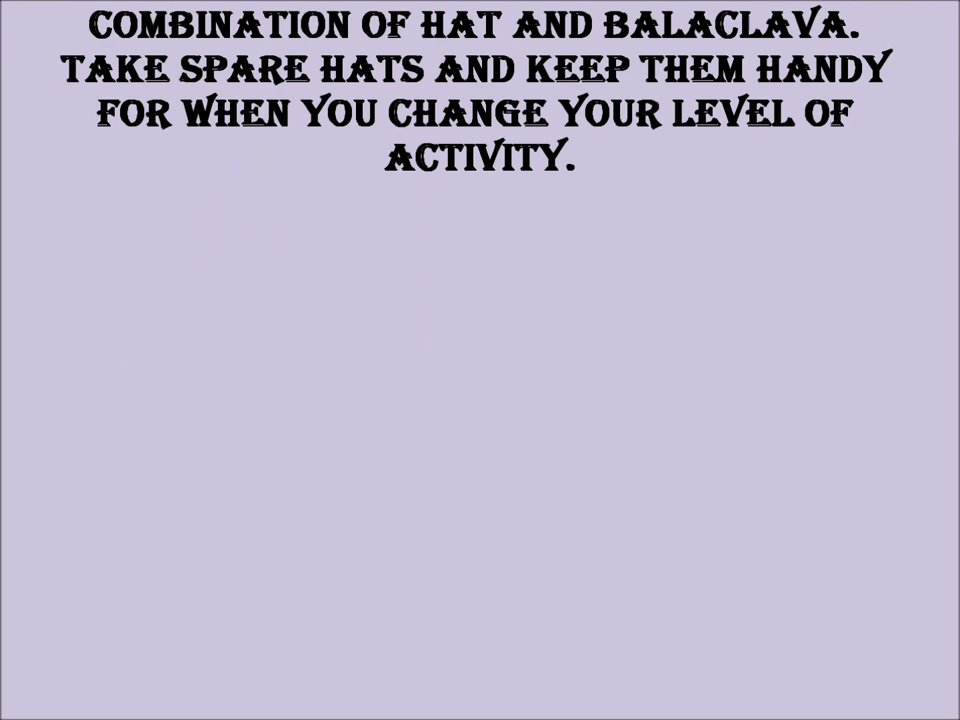 COMBINATION OF HAT AND BALACLAVA.
TAKE SPARE HATS AND KEEP THEM HANDY
FOR WHEN YOU CHANGE YOUR LEVEL OF
ACTIVITY.